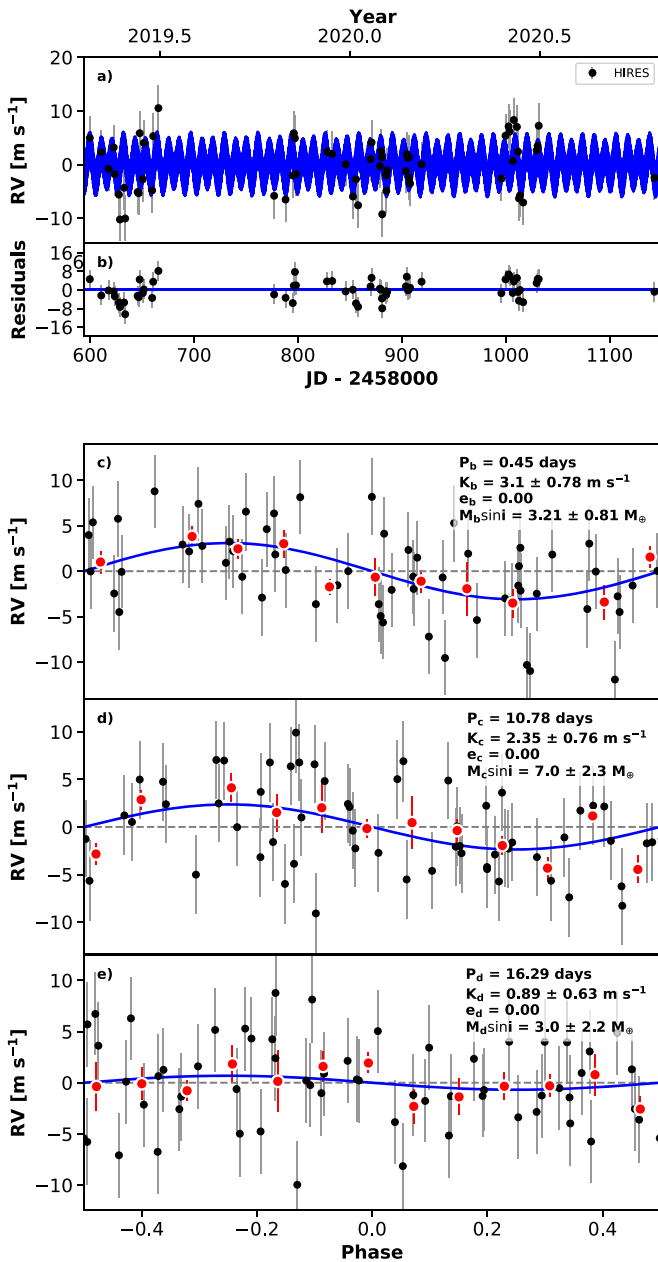 Year
2019.5 2020.0 2020.5
a)
HIRES
RV [m s⁻¹]
20
10
0
−10
b)
Residuals
16
6
8
0
−8
−16
600 700 800 900 1000 1100
JD - 2458000
c)
P_b = 0.45 days
K_b = 3.1 ± 0.78 m s⁻¹
e_b = 0.00
M_b sin i = 3.21 ± 0.81 M⊕
RV [m s⁻¹]
10
5
0
−5
−10
d)
P_c = 10.78 days
K_c = 2.35 ± 0.76 m s⁻¹
e_c = 0.00
M_c sin i = 7.0 ± 2.3 M⊕
RV [m s⁻¹]
10
5
0
−5
−10
e)
P_d = 16.29 days
K_d = 0.89 ± 0.63 m s⁻¹
e_d = 0.00
M_d sin i = 3.0 ± 2.2 M⊕
RV [m s⁻¹]
10
5
0
−5
−10
−0.4 −0.2 0.0 0.2 0.4
Phase